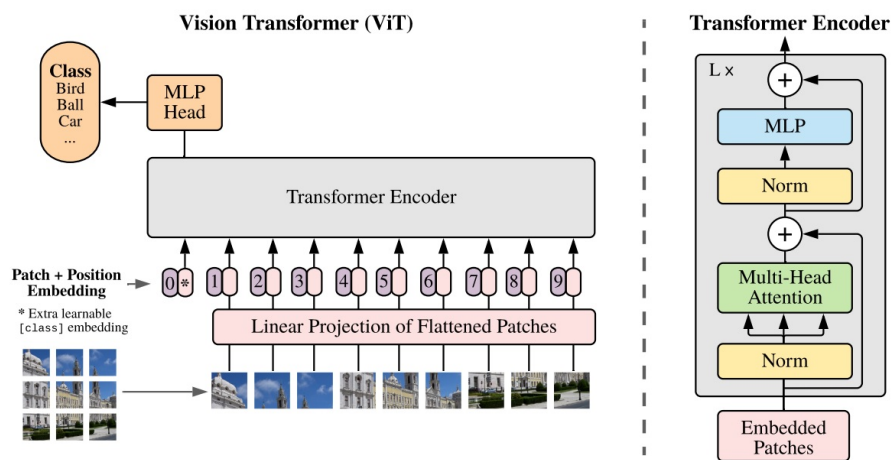 Vision Transformer (ViT)
Class
Bird
Ball
Car
...
MLP
Head
Transformer Encoder
Patch + Position
Embedding
0 * 1 2 3 4 5 6 7 8 9
* Extra learnable
[class] embedding
Linear Projection of Flattened Patches
Transformer Encoder
L x
+
MLP
Norm
+
Multi-Head
Attention
Norm
Embedded
Patches